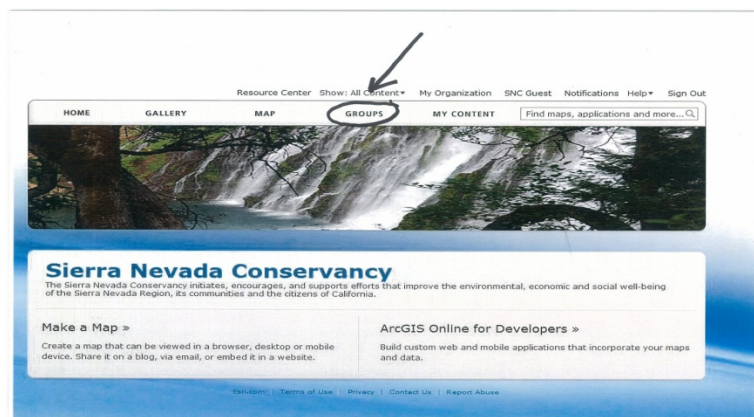 Resource Center Show: All Content▾ My Organization SNC Guest Notifications Help▾ Sign Out
HOME GALLERY MAP GROUPS MY CONTENT Find maps, applications and more...
Sierra Nevada Conservancy
The Sierra Nevada Conservancy initiates, encourages, and supports efforts that improve the environmental, economic and social well-being
of the Sierra Nevada Region, its communities and the citizens of California.
Make a Map »
Create a map that can be viewed in a browser, desktop or mobile
device. Share it on a blog, via email, or embed it in a website.
ArcGIS Online for Developers »
Build custom web and mobile applications that incorporate your maps
and data.
Esri.com | Terms of Use | Privacy | Contact Us | Report Abuse